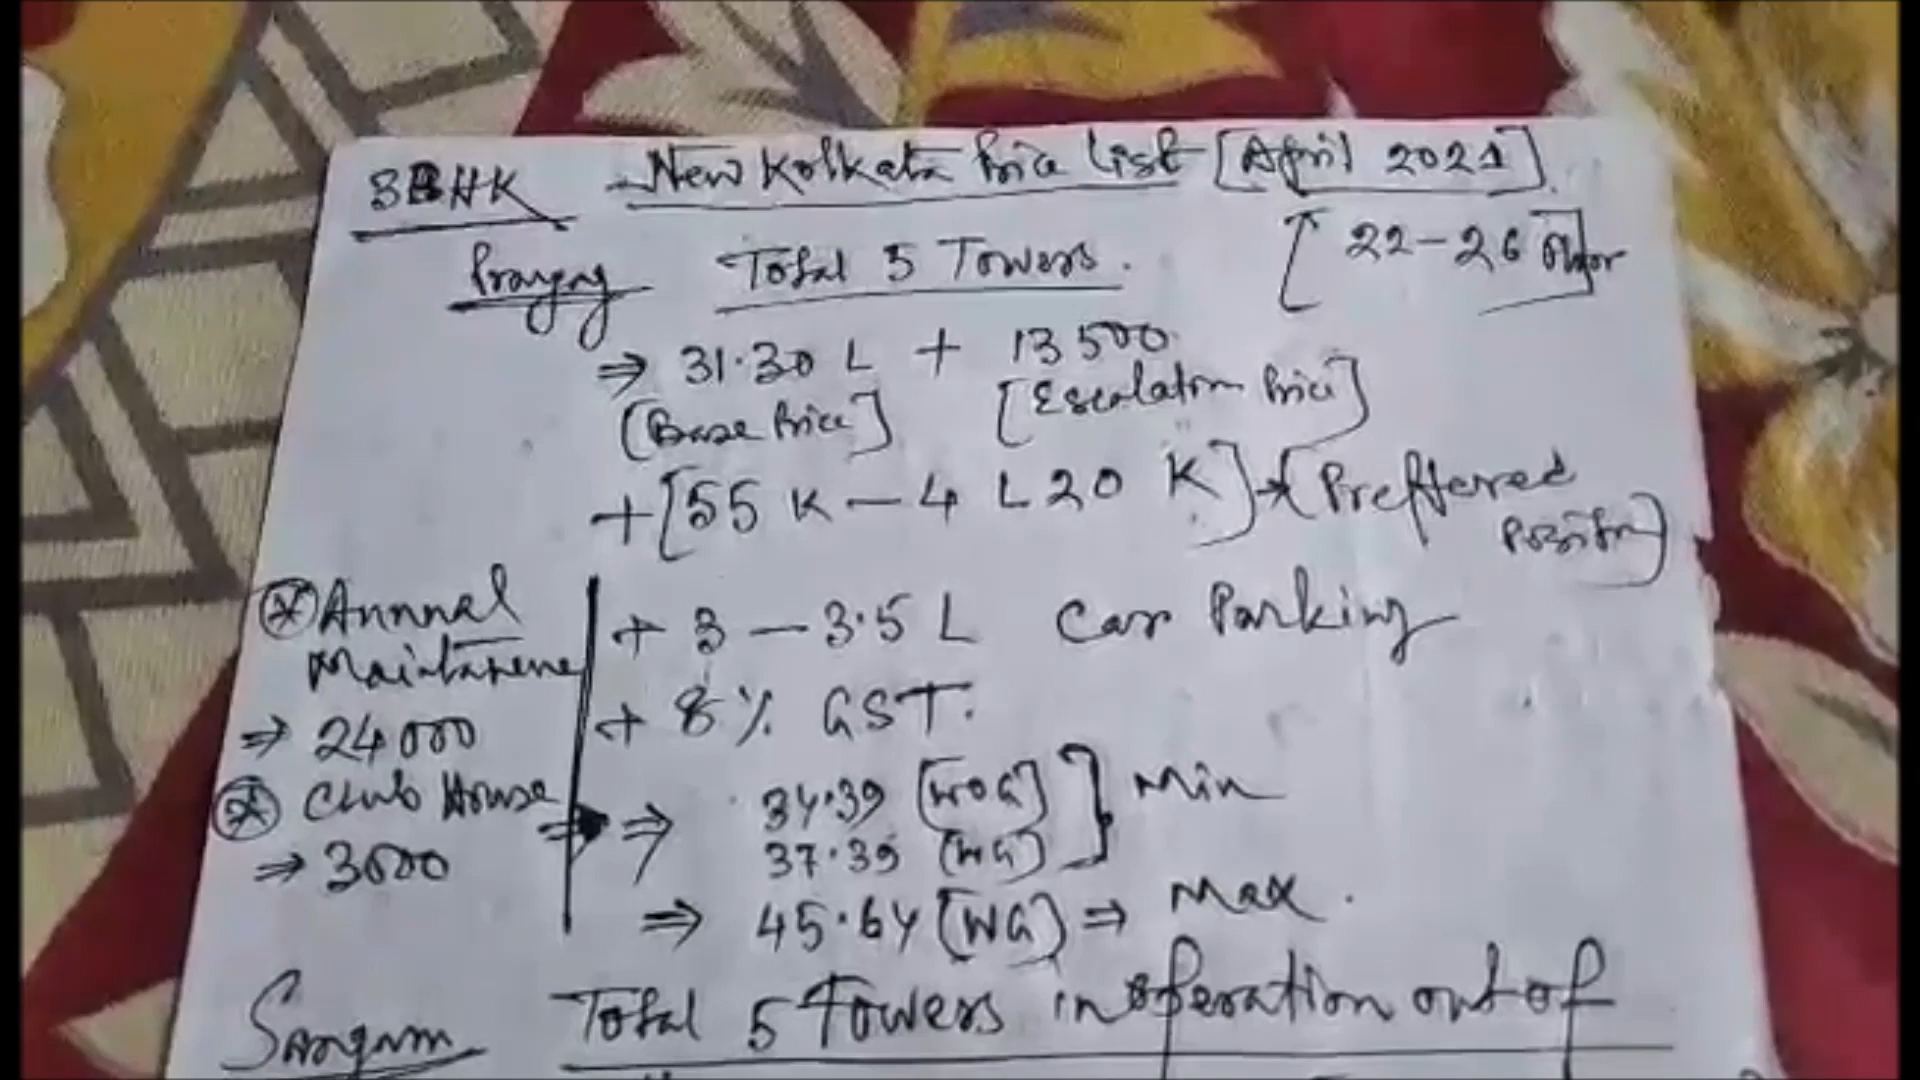 3BHK New Kolkata Price List [April 2021]
Prayag Total 5 Towers. [22-26 Floor]
⇒ 31.30 L + 13500
[Base Price] [Escalation Price]
+ [55 K - 4 L 20 K] → [Preffered
Position]
Annual + 3 - 3.5 L Car Parking
Maintanene
+ 8 % GST.
⇒ 24000
Club House
⇒ 34.39 [WOG] } Min
⇒ 3000 37.39 [WG]
⇒ 45.64 [WG] ⇒ Max.
Sangam Total 5 Towers in operation out of